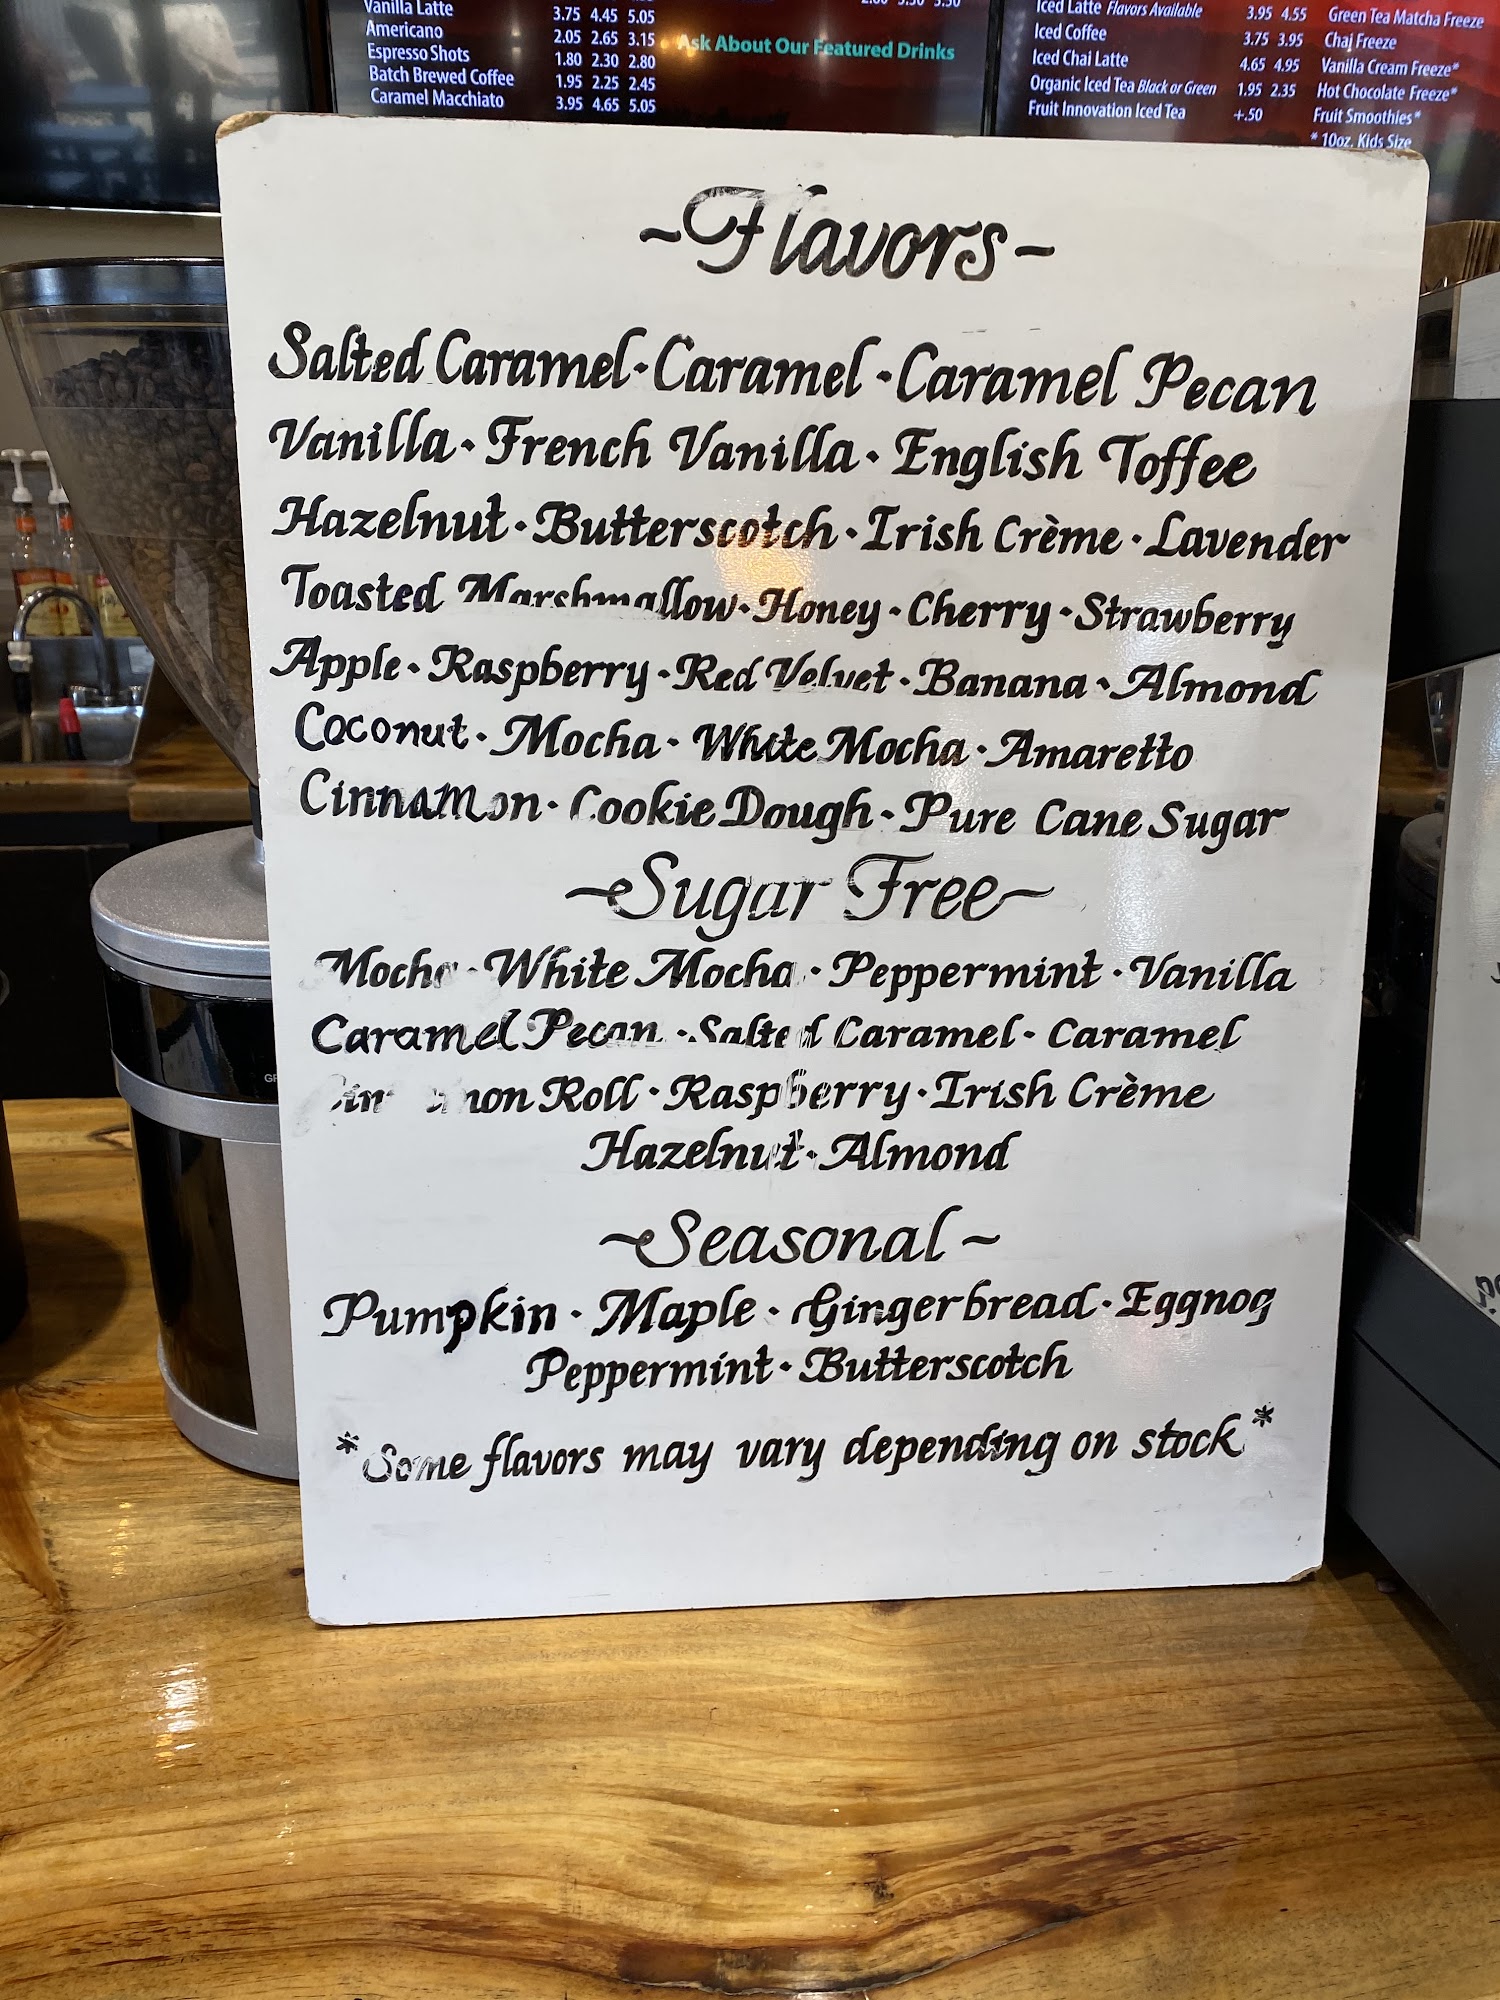 Vanilla Latte 3.75 4.45 5.05
Americano 2.05 2.65 3.15
Espresso Shots 1.80 2.30 2.80
Batch Brewed Coffee 1.95 2.25 2.45
Caramel Macchiato 3.95 4.65 5.05
Ask About Our Featured Drinks
Iced Latte Flavors Available 3.95 4.55
Iced Coffee 3.75 3.95
Iced Chai Latte 4.65 4.95
Organic Iced Tea Black or Green 1.95 2.35
Fruit Innovation Iced Tea +.50
Green Tea Matcha Freeze
Chai Freeze
Vanilla Cream Freeze*
Hot Chocolate Freeze*
Fruit Smoothies*
*10oz. Kids Size
~Flavors~
Salted Caramel·Caramel·Caramel Pecan
Vanilla·French Vanilla·English Toffee
Hazelnut·Butterscotch·Irish Crème·Lavender
Toasted Marshmallow·Honey·Cherry·Strawberry
Apple·Raspberry·Red Velvet·Banana·Almond
Coconut·Mocha·White Mocha·Amaretto
Cinnamon·Cookie Dough·Pure Cane Sugar
~Sugar Free~
Mocha·White Mocha·Peppermint·Vanilla
Caramel Pecan·Salted Caramel·Caramel
Cinnamon Roll·Raspberry·Irish Crème
Hazelnut·Almond
~Seasonal~
Pumpkin·Maple·Gingerbread·Eggnog
Peppermint·Butterscotch
*Some flavors may vary depending on stock*